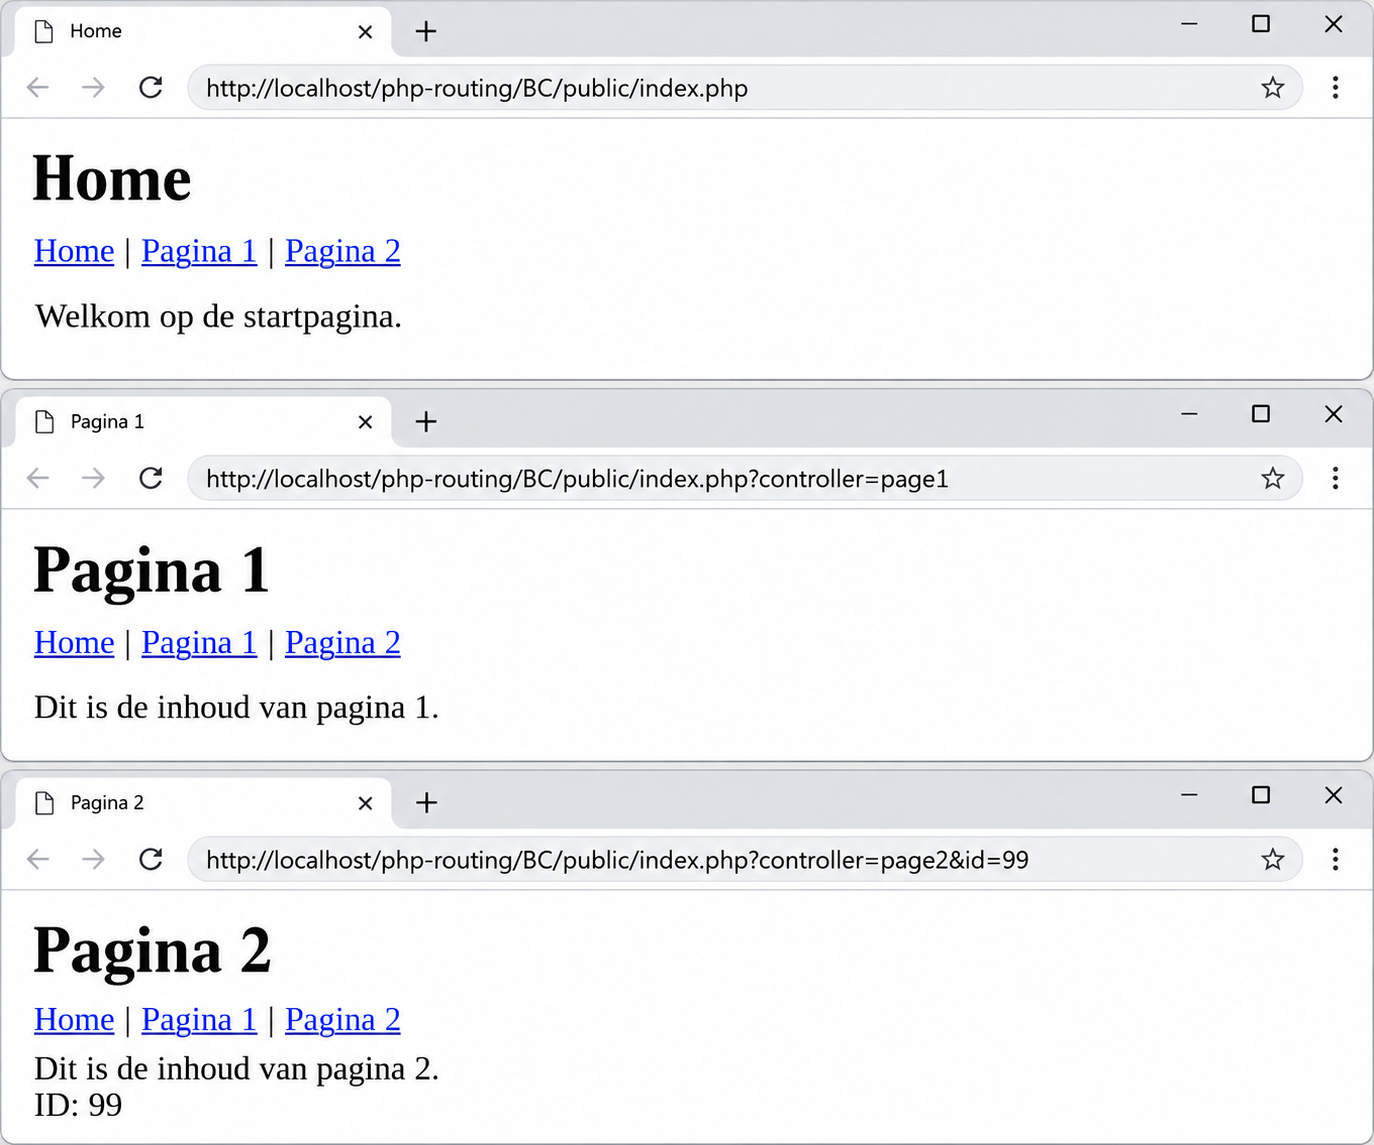 Home
http://localhost/php-routing/BC/public/index.php
Home
Home | Pagina 1 | Pagina 2
Welkom op de startpagina.
Pagina 1
http://localhost/php-routing/BC/public/index.php?controller=page1
Pagina 1
Home | Pagina 1 | Pagina 2
Dit is de inhoud van pagina 1.
Pagina 2
http://localhost/php-routing/BC/public/index.php?controller=page2&id=99
Pagina 2
Home | Pagina 1 | Pagina 2
Dit is de inhoud van pagina 2.
ID: 99